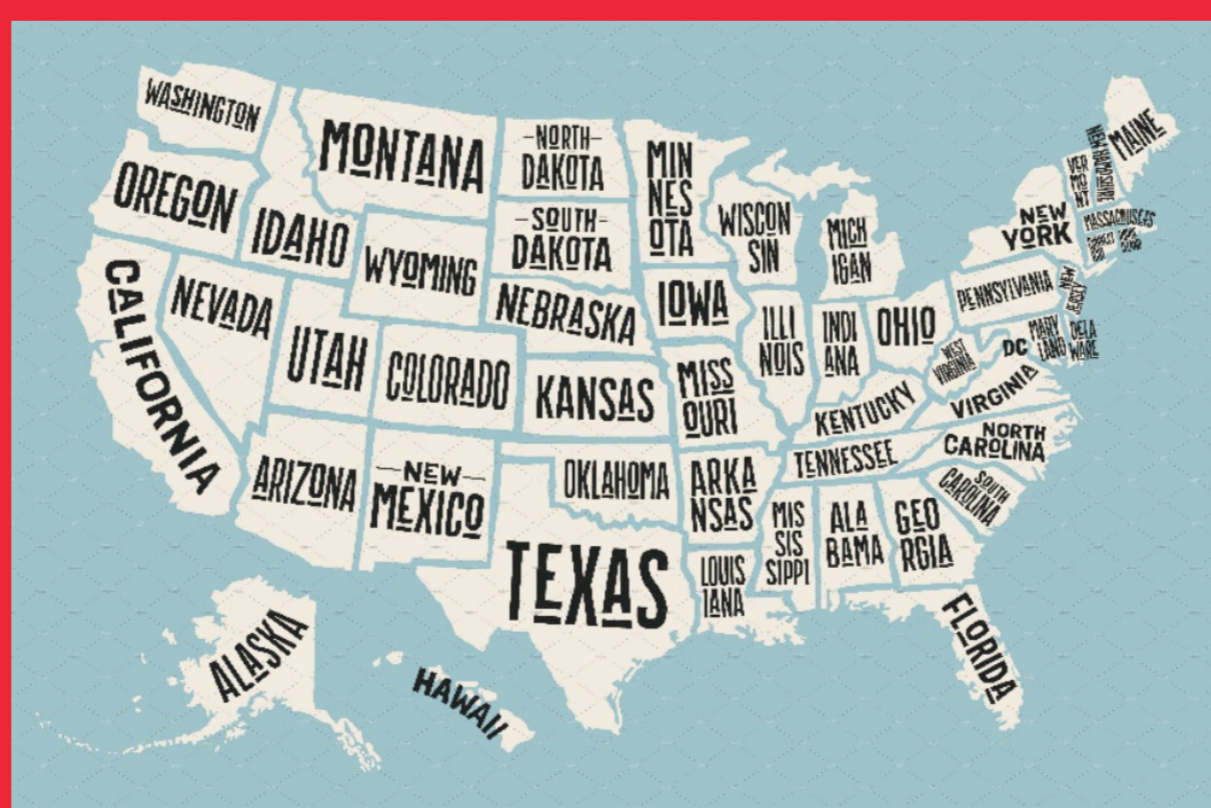 WASHINGTON
MONTANA
–NORTH–
DAKOTA
MIN
NES
OTA
OREGON
IDAHO
WYOMING
–SOUTH–
DAKOTA
WISCON
SIN
MICH
IGAN
NEW
YORK
VER
MO
NT
NEW HAMPSHIRE
MAINE
CALIFORNIA
NEVADA
UTAH
COLORADO
NEBRASKA
IOWA
ILLI
NOIS
INDI
ANA
OHIO
PENNSYLVANIA
NEW
JERSEY
WEST
VIRGINIA
DC
MARY
LAND
DELA
WARE
KANSAS
MISS
OURI
KENTUCKY
VIRGINIA
ARIZONA
–NEW–
MEXICO
OKLAHOMA
ARKA
NSAS
TENNESSEE
NORTH
CAROLINA
SOUTH
CAROLINA
TEXAS
LOUIS
IANA
MIS
SIS
SIPPI
ALA
BAMA
GEO
RGIA
FLORIDA
ALASKA
HAWAII